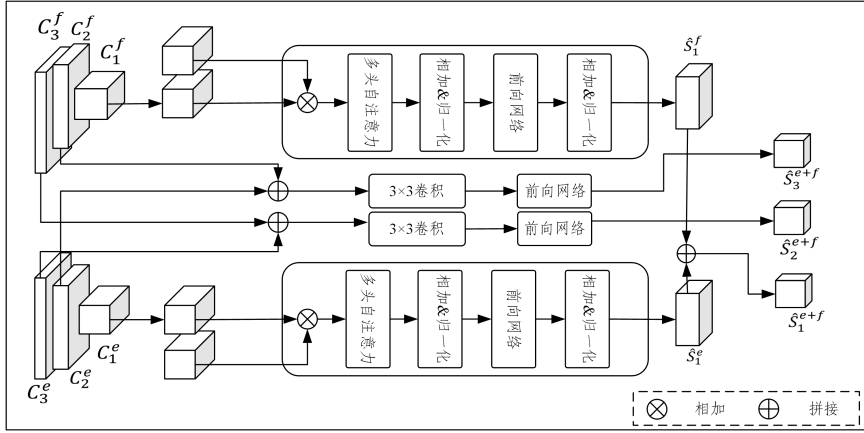 C_3^f
C_2^f
C_1^f
多头自注意力
相加&归一化
前向网络
相加&归一化
Ŝ_1^f
3×3卷积
前向网络
Ŝ_3^{e+f}
3×3卷积
前向网络
Ŝ_2^{e+f}
多头自注意力
相加&归一化
前向网络
相加&归一化
Ŝ_1^{e+f}
Ŝ_1^e
C_1^e
C_2^e
C_3^e
相加
拼接